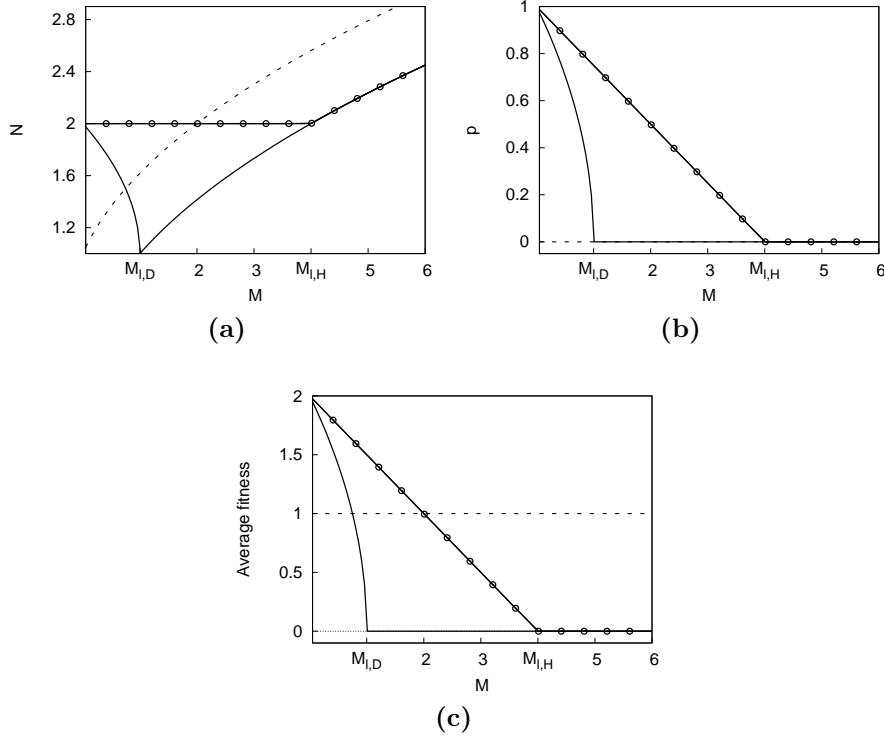 2.8
2.4
2
1.6
1.2
N
M_{I,D}
2
3
M_{I,H}
5
6
M
(a)
1
0.8
0.6
0.4
0.2
0
p
M_{I,D}
2
3
M_{I,H}
5
6
M
(b)
2
1.5
1
0.5
0
Average fitness
M_{I,D}
2
3
M_{I,H}
5
6
M
(c)